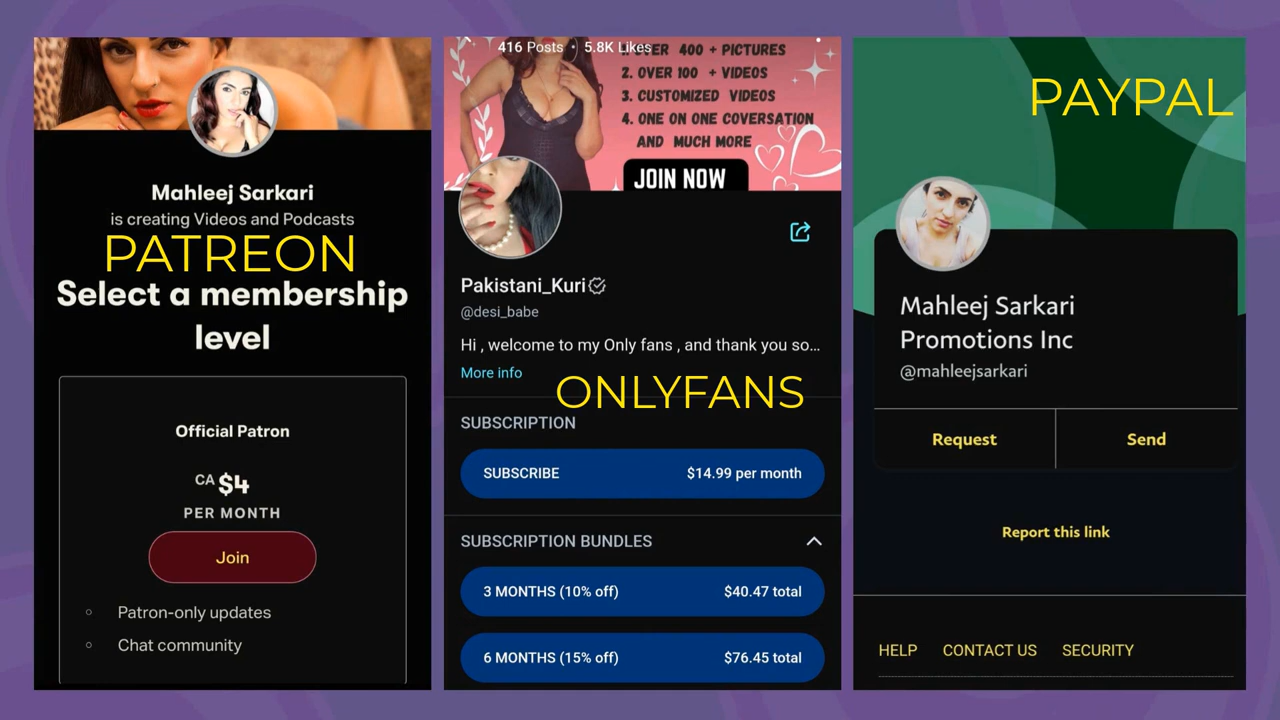 Mahleej Sarkari
is creating Videos and Podcasts
PATREON
Select a membership
level
Official Patron
CA $4
PER MONTH
Join
Patron-only updates
Chat community
416 Posts • 5.8K Likes
OVER 400 + PICTURES
2. OVER 100 + VIDEOS
3. CUSTOMIZED VIDEOS
4. ONE ON ONE COVERSATION
AND MUCH MORE
JOIN NOW
Pakistani_Kuri
@desi_babe
Hi , welcome to my Only fans , and thank you so...
More info
ONLYFANS
SUBSCRIPTION
SUBSCRIBE $14.99 per month
SUBSCRIPTION BUNDLES
3 MONTHS (10% off) $40.47 total
6 MONTHS (15% off) $76.45 total
PAYPAL
Mahleej Sarkari
Promotions Inc
@mahleejsarkari
Request Send
Report this link
HELP CONTACT US SECURITY